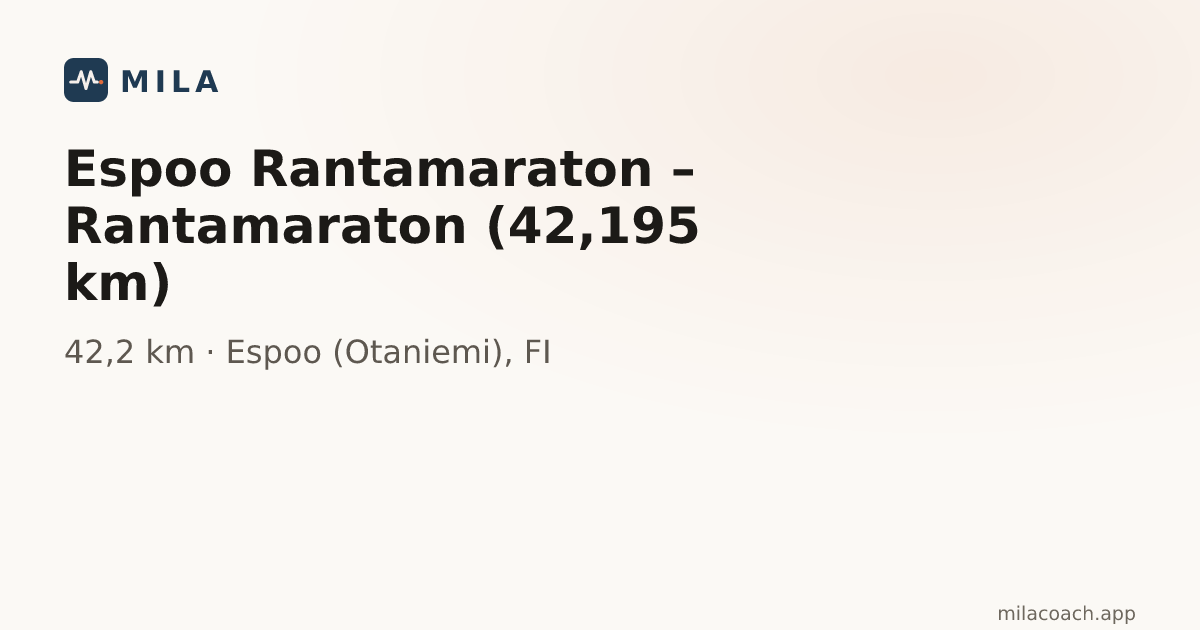 MILA
Espoo Rantamaraton –
Rantamaraton (42,195
km)
42,2 km · Espoo (Otaniemi), FI
milacoach.app